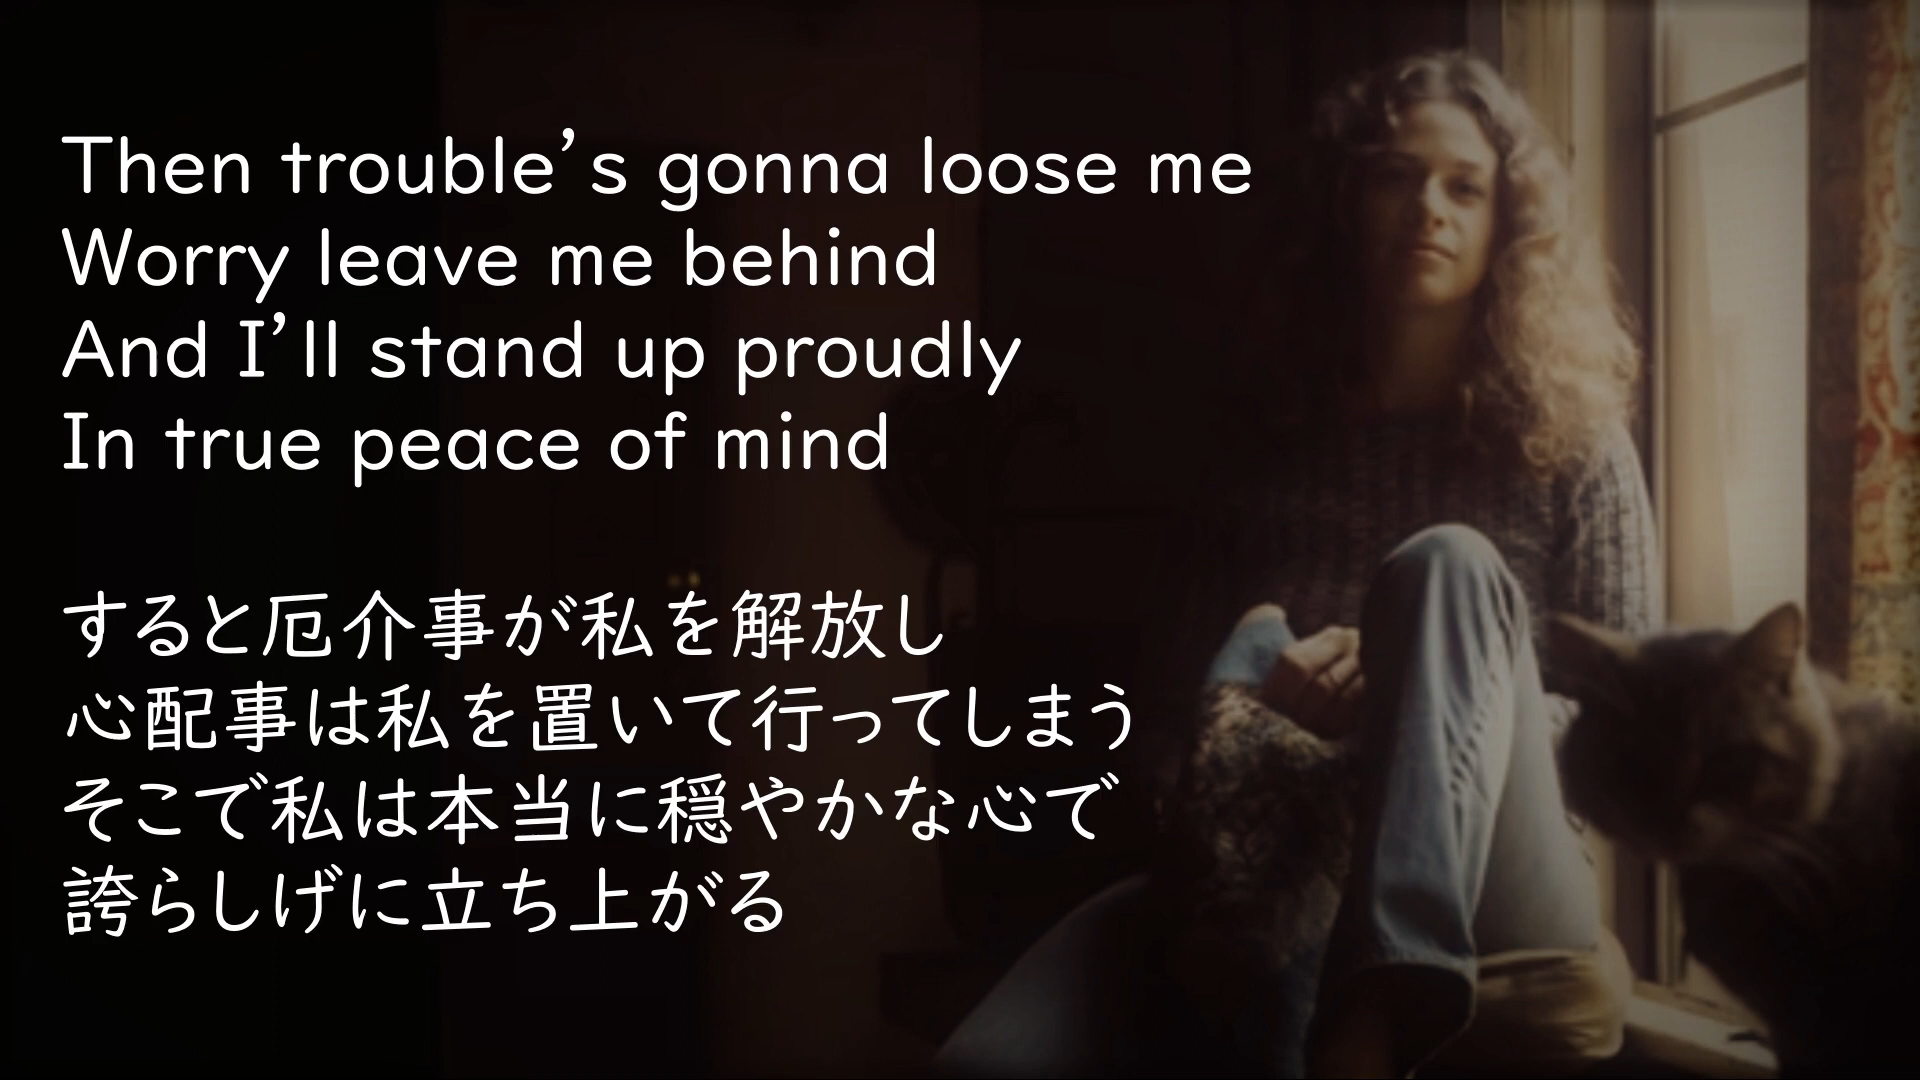 Then trouble’s gonna loose me
Worry leave me behind
And I’ll stand up proudly
In true peace of mind
すると厄介事が私を解放し
心配事は私を置いて行ってしまう
そこで私は本当に穏やかな心で
誇らしげに立ち上がる